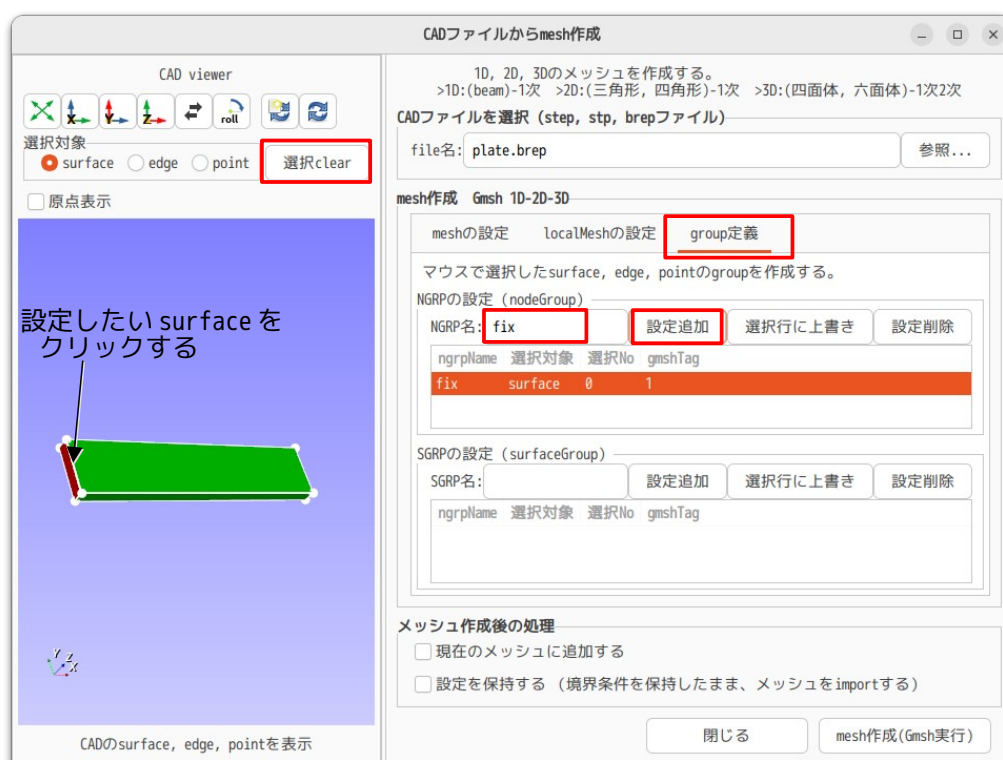 CADファイルからmesh作成
CAD viewer
X
Y
Z
roll
選択対象
surface edge point 選択clear
原点表示
設定したい surface を
クリックする
Y Z X
CADのsurface, edge, pointを表示
1D, 2D, 3Dのメッシュを作成する。
>1D:(beam)-1次 >2D:(三角形, 四角形)-1次 >3D:(四面体, 六面体)-1次2次
CADファイルを選択 (step, stp, brepファイル)
file名: plate.brep 参照...
mesh作成 Gmsh 1D-2D-3D
meshの設定 localMeshの設定 group定義
マウスで選択したsurface, edge, pointのgroupを作成する。
NGRPの設定 (nodeGroup)
NGRP名: fix 設定追加 選択行に上書き 設定削除
ngrpName 選択対象 選択No gmshTag
fix surface 0 1
SGRPの設定 (surfaceGroup)
SGRP名: 設定追加 選択行に上書き 設定削除
ngrpName 選択対象 選択No gmshTag
メッシュ作成後の処理
現在のメッシュに追加する
設定を保持する (境界条件を保持したまま、メッシュをimportする)
閉じる mesh作成(Gmsh実行)